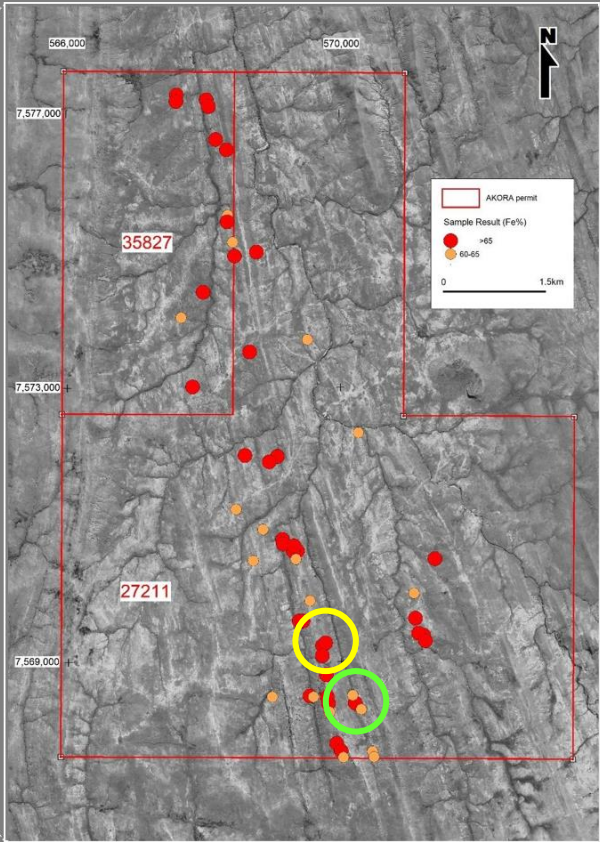 566,000
570,000
N
7,577,000
AKORA permit
Sample Result (Fe%)
>65
60-65
0 1.5km
35827
7,573,000
27211
7,569,000